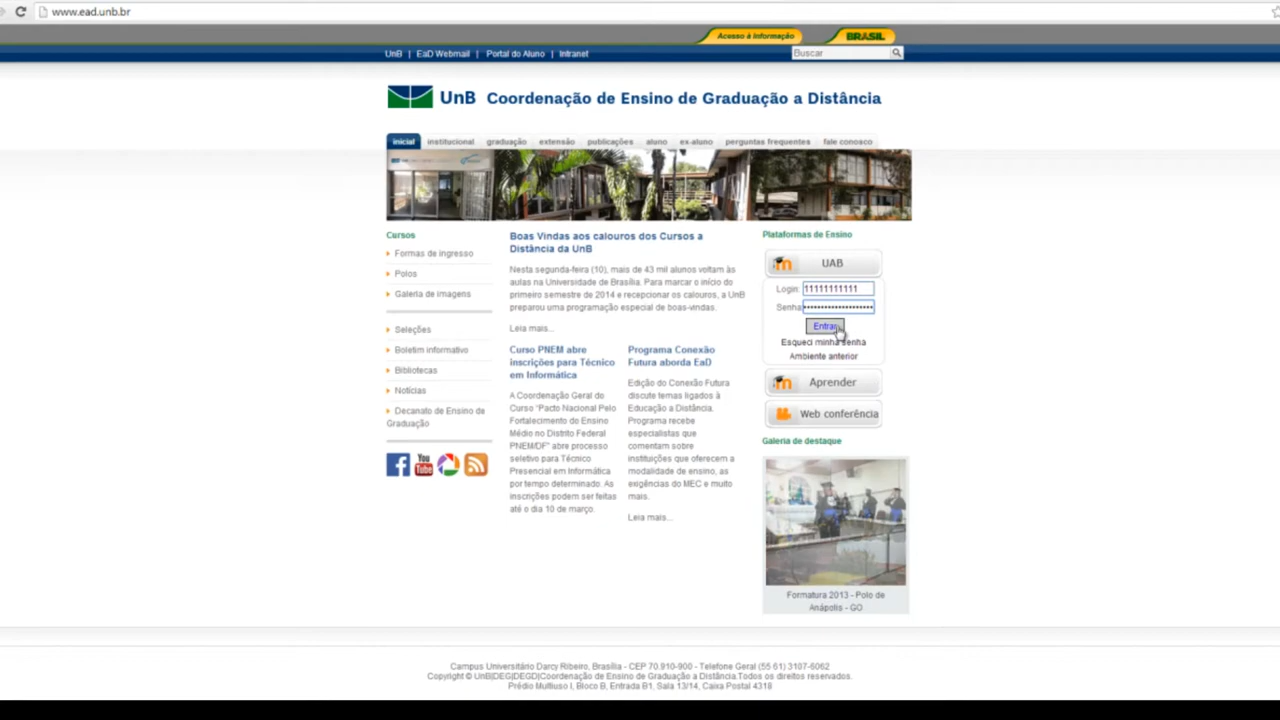 www.ead.unb.br
Acesso à informação
BRASIL
UnB | EaD Webmail | Portal do Aluno | Intranet
Buscar
UnB Coordenação de Ensino de Graduação a Distância
inicial institucional graduação extensão publicações aluno ex-aluno perguntas frequentes fale conosco
Cursos
Formas de ingresso
Polos
Galeria de imagens
Seleções
Boletim informativo
Bibliotecas
Notícias
Decanato de Ensino de
Graduação
Boas Vindas aos calouros dos Cursos a
Distância da UnB
Nesta segunda-feira (10), mais de 43 mil alunos voltam às
aulas na Universidade de Brasília. Para marcar o início do
primeiro semestre de 2014 e recepcionar os calouros, a UnB
preparou uma programação especial de boas-vindas.
Leia mais...
Curso PNEM abre
inscrições para Técnico
em Informática
A Coordenação Geral do
Curso "Pacto Nacional Pelo
Fortalecimento do Ensino
Médio no Distrito Federal
PNEM/DF" abre processo
seletivo para Técnico
Presencial em Informática
por tempo determinado. As
inscrições podem ser feitas
até o dia 10 de março.
Programa Conexão
Futura aborda EaD
Edição do Conexão Futura
discute temas ligados à
Educação a Distância.
Programa recebe
especialistas que
comentam sobre
instituições que oferecem a
modalidade de ensino, as
exigências do MEC e muito
mais.
Leia mais...
Plataformas de Ensino
UAB
Login: 11111111111
Senha:
Entrar
Esqueci minha senha
Ambiente anterior
Aprender
Web conferência
Galeria de destaque
Formatura 2013 - Polo de
Anápolis - GO
You
Tube
Campus Universitário Darcy Ribeiro, Brasília - CEP 70.910-900 - Telefone Geral (55 61) 3107-6062
Copyright © UnB|DEG|DEGD|Coordenação de Ensino de Graduação a Distância.Todos os direitos reservados.
Prédio Multiuso I, Bloco B, Entrada B1, Sala 13/14, Caixa Postal 4318